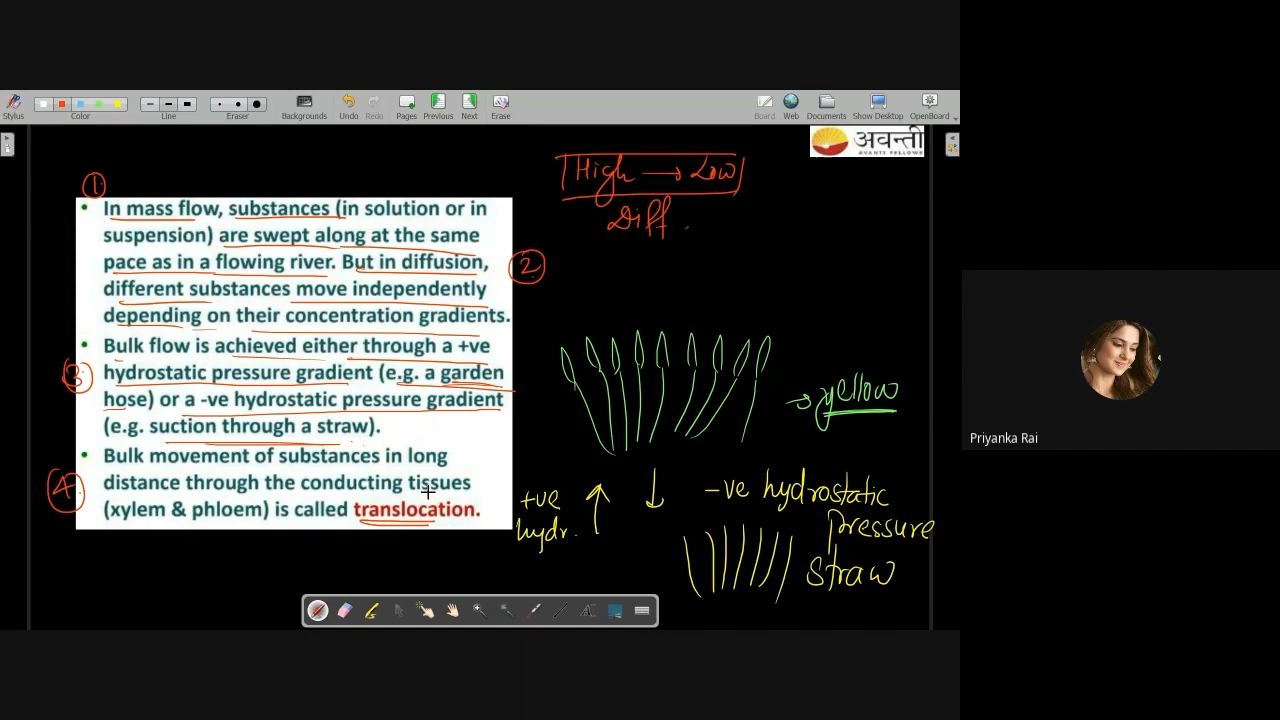 Stylus
Color
Line
Eraser
Backgrounds
Undo
Redo
Pages
Previous
Next
Erase
Board
Web
Documents
Show Desktop
OpenBoard
अवन्ती
AVANTI FELLOWS
High → Low
Diff.
①
• In mass flow, substances (in solution or in
suspension) are swept along at the same
pace as in a flowing river. But in diffusion,
②
different substances move independently
depending on their concentration gradients.
• Bulk flow is achieved either through a +ve
③
hydrostatic pressure gradient (e.g. a garden
hose) or a -ve hydrostatic pressure gradient
(e.g. suction through a straw).
• Bulk movement of substances in long
④
distance through the conducting tissues
(xylem & phloem) is called translocation.
→ yellow
+ve
hydr.
↑
↓
-ve hydrostatic
pressure
straw
Priyanka Rai